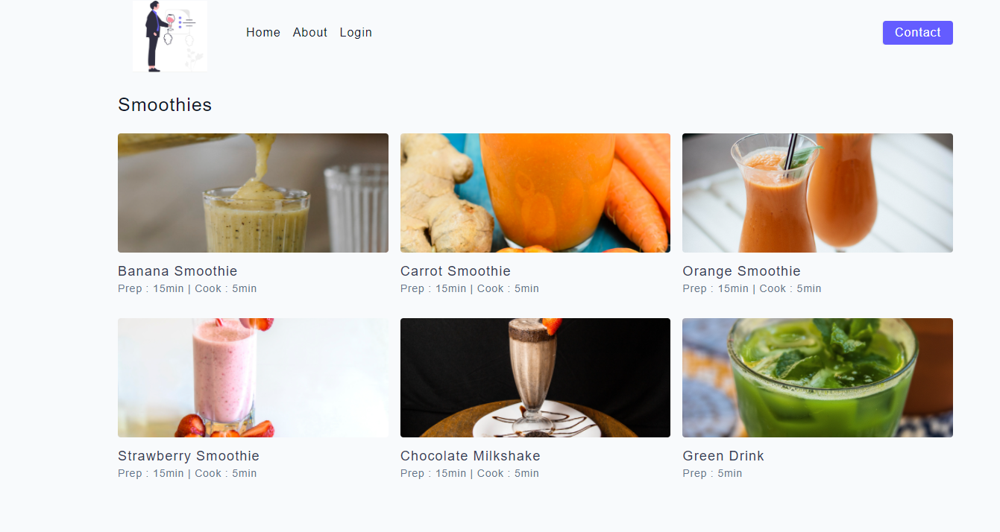 Home About Login
Contact
Smoothies
Banana Smoothie
Prep : 15min | Cook : 5min
Carrot Smoothie
Prep : 15min | Cook : 5min
Orange Smoothie
Prep : 15min | Cook : 5min
Strawberry Smoothie
Prep : 15min | Cook : 5min
Chocolate Milkshake
Prep : 15min | Cook : 5min
Green Drink
Prep : 5min